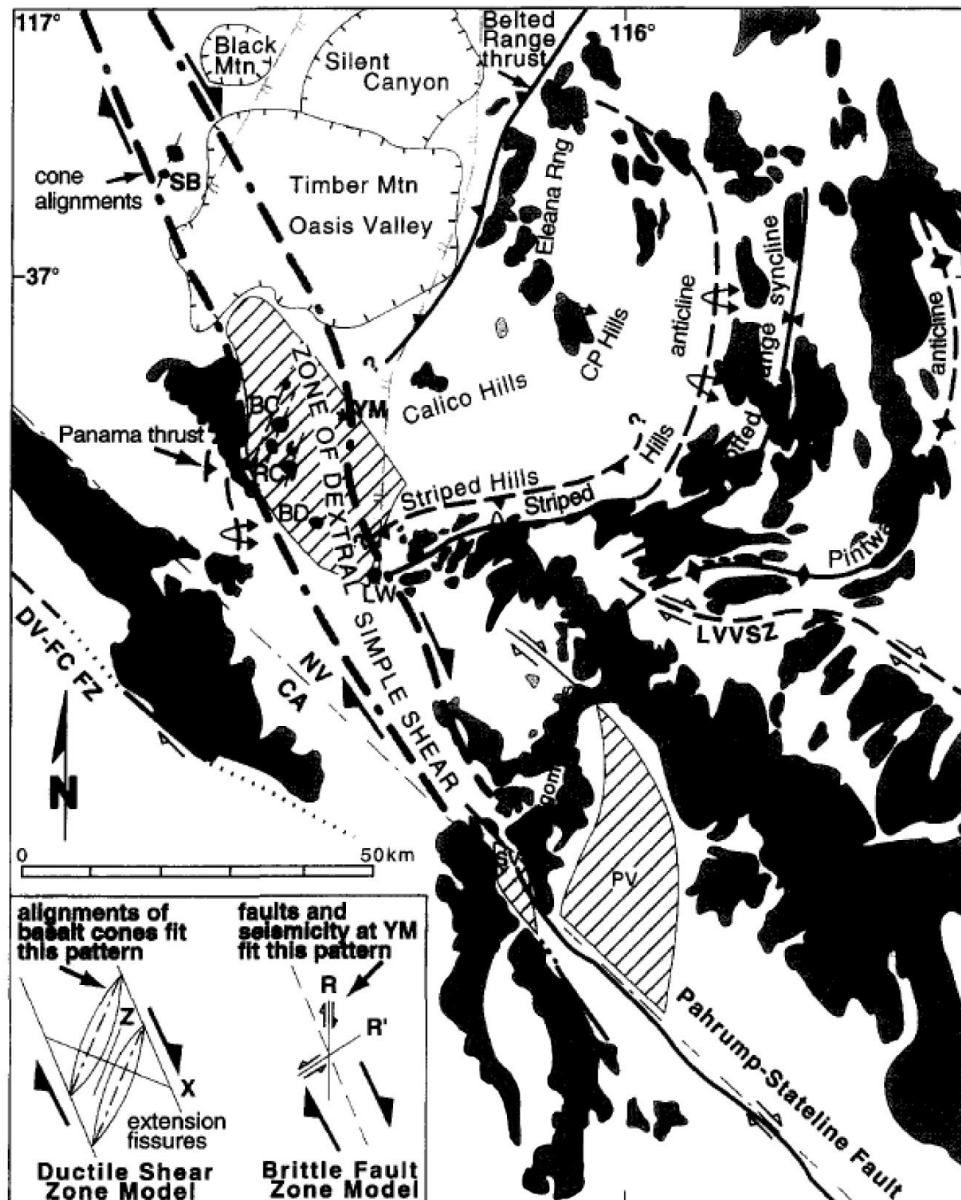 117°
Black
Mtn
Silent
Canyon
Belted
Range
thrust
116°
cone
alignments
SB
Timber Mtn
Oasis Valley
Eleana Rng
37°
anticline
syncline
anticline
CP Hills
Calico Hills
?
YM
BC
ZONE OF DEXTRAL SIMPLE SHEAR
Panama thrust
RC
BD
Striped Hills
?
Striped
Hills
LW
LVVSZ
DV-FC FZ
NV
CA
N
0
50km
SV
PV
Pahrump-Stateline Fault
alignments of
basalt cones fit
this pattern
Z
X
extension
fissures
Ductile Shear
Zone Model
faults and
seismicity at YM
fit this pattern
R
R'
Brittle Fault
Zone Model